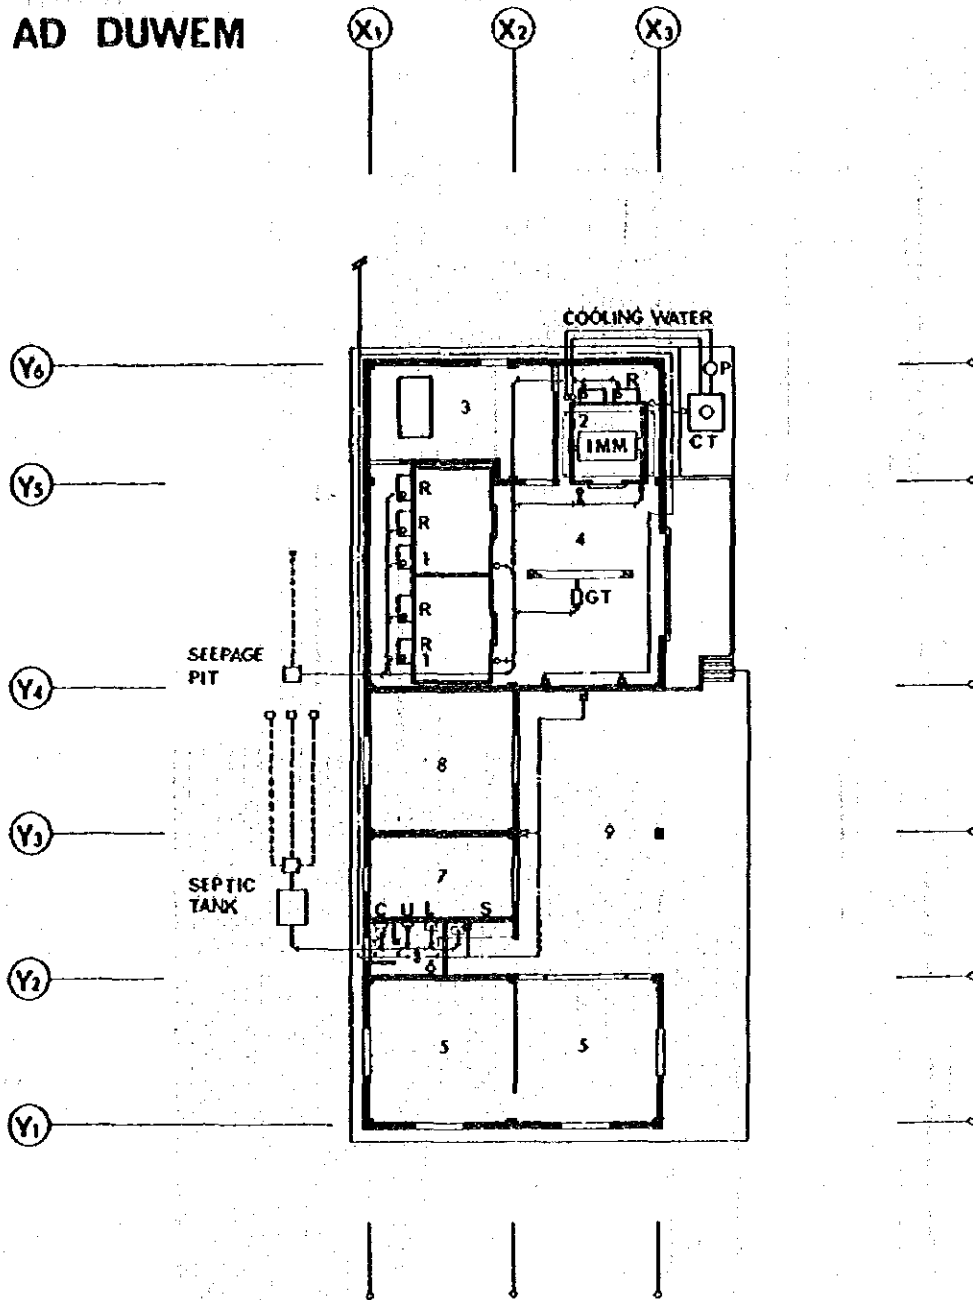 AD DUWEM
X1 X2 X3
COOLING WATER
Y6
P
R
3
2
IMM
CT
Y5
R
R
4
1
GT
R
R
1
SEEPAGE
PIT
Y4
8
Y3
9
SEPTIC
TANK
7
C U L S
Y2
6
5 5
Y1